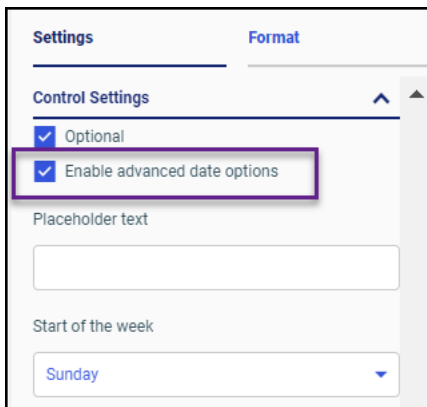 Settings Format
Control Settings
Optional
Enable advanced date options
Placeholder text
Start of the week
Sunday